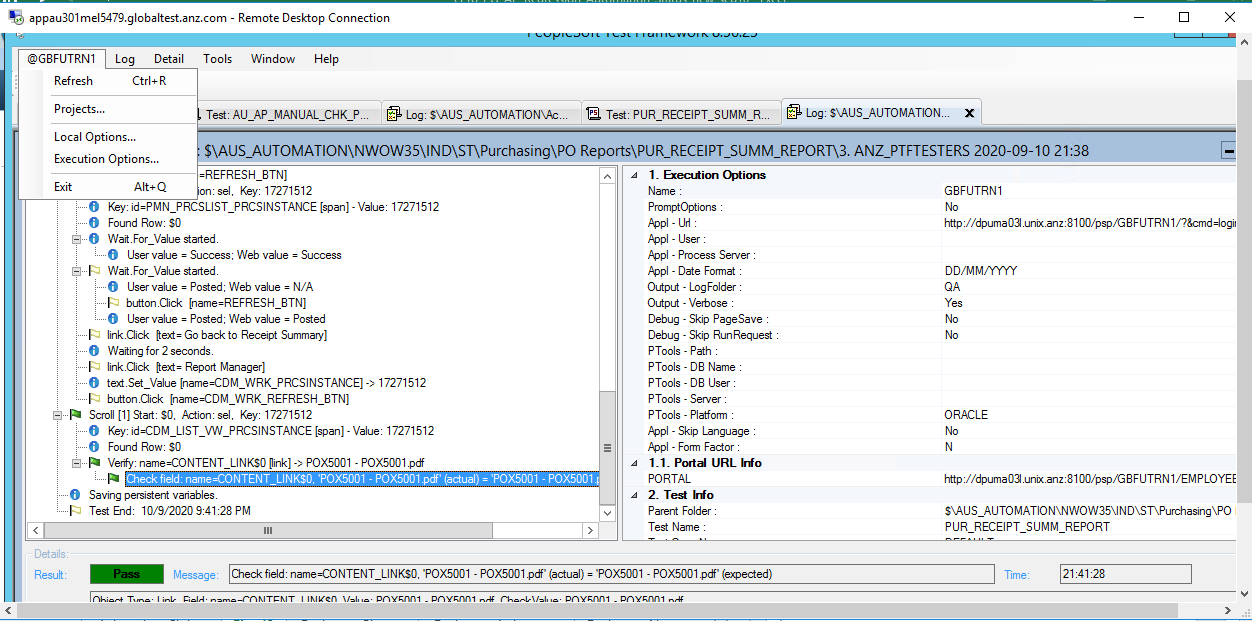 appau301mel5479.globaltest.anz.com - Remote Desktop Connection
PeopleSoft Test Framework 8.56.25
@GBFUTRN1 Log Detail Tools Window Help
Refresh Ctrl+R
Projects...
Local Options...
Execution Options...
Exit Alt+Q
Test: AU_AP_MANUAL_CHK_P...
Log: $\AUS_AUTOMATION\Ac...
Test: PUR_RECEIPT_SUMM_R...
Log: $\AUS_AUTOMATION...
: $\AUS_AUTOMATION\NWOW35\IND\ST\Purchasing\PO Reports\PUR_RECEIPT_SUMM_REPORT\3. ANZ_PTFTESTERS 2020-09-10 21:38
=REFRESH_BTN]
ion: sel, Key: 17271512
Key: id=PMN_PRCSLIST_PRCSINSTANCE [span] - Value: 17271512
Found Row: $0
Wait.For_Value started.
User value = Success; Web value = Success
Wait.For_Value started.
User value = Posted; Web value = N/A
button.Click [name=REFRESH_BTN]
User value = Posted; Web value = Posted
link.Click [text= Go back to Receipt Summary]
Waiting for 2 seconds.
link.Click [text= Report Manager]
text.Set_Value [name=CDM_WRK_PRCSINSTANCE] -> 17271512
button.Click [name=CDM_WRK_REFRESH_BTN]
Scroll [1] Start: $0, Action: sel, Key: 17271512
Key: id=CDM_LIST_VW_PRCSINSTANCE [span] - Value: 17271512
Found Row: $0
Verify: name=CONTENT_LINK$0 [link] -> POX5001 - POX5001.pdf
Check field: name=CONTENT_LINK$0, 'POX5001 - POX5001.pdf' (actual) = 'POX5001 - POX5001.p
Saving persistent variables.
Test End: 10/9/2020 9:41:28 PM
1. Execution Options
Name : GBFUTRN1
PromptOptions : No
Appl - Url : http://dpuma03l.unix.anz:8100/psp/GBFUTRN1/?&cmd=login
Appl - User :
Appl - Process Server :
Appl - Date Format : DD/MM/YYYY
Output - LogFolder : QA
Output - Verbose : Yes
Debug - Skip PageSave : No
Debug - Skip RunRequest : No
PTools - Path :
PTools - DB Name :
PTools - DB User :
PTools - Server :
PTools - Platform : ORACLE
Appl - Skip Language : No
Appl - Form Factor : N
1.1. Portal URL Info
PORTAL http://dpuma03l.unix.anz:8100/psp/GBFUTRN1/EMPLOYEE
2. Test Info
Parent Folder : $\AUS_AUTOMATION\NWOW35\IND\ST\Purchasing\PO
Test Name : PUR_RECEIPT_SUMM_REPORT
Details:
Result: Pass Message: Check field: name=CONTENT_LINK$0, 'POX5001 - POX5001.pdf' (actual) = 'POX5001 - POX5001.pdf' (expected) Time: 21:41:28
Object Type: Link, Field: name=CONTENT_LINK$0, Value: POX5001 - POX5001.pdf, CheckValue: POX5001 - POX5001.pdf